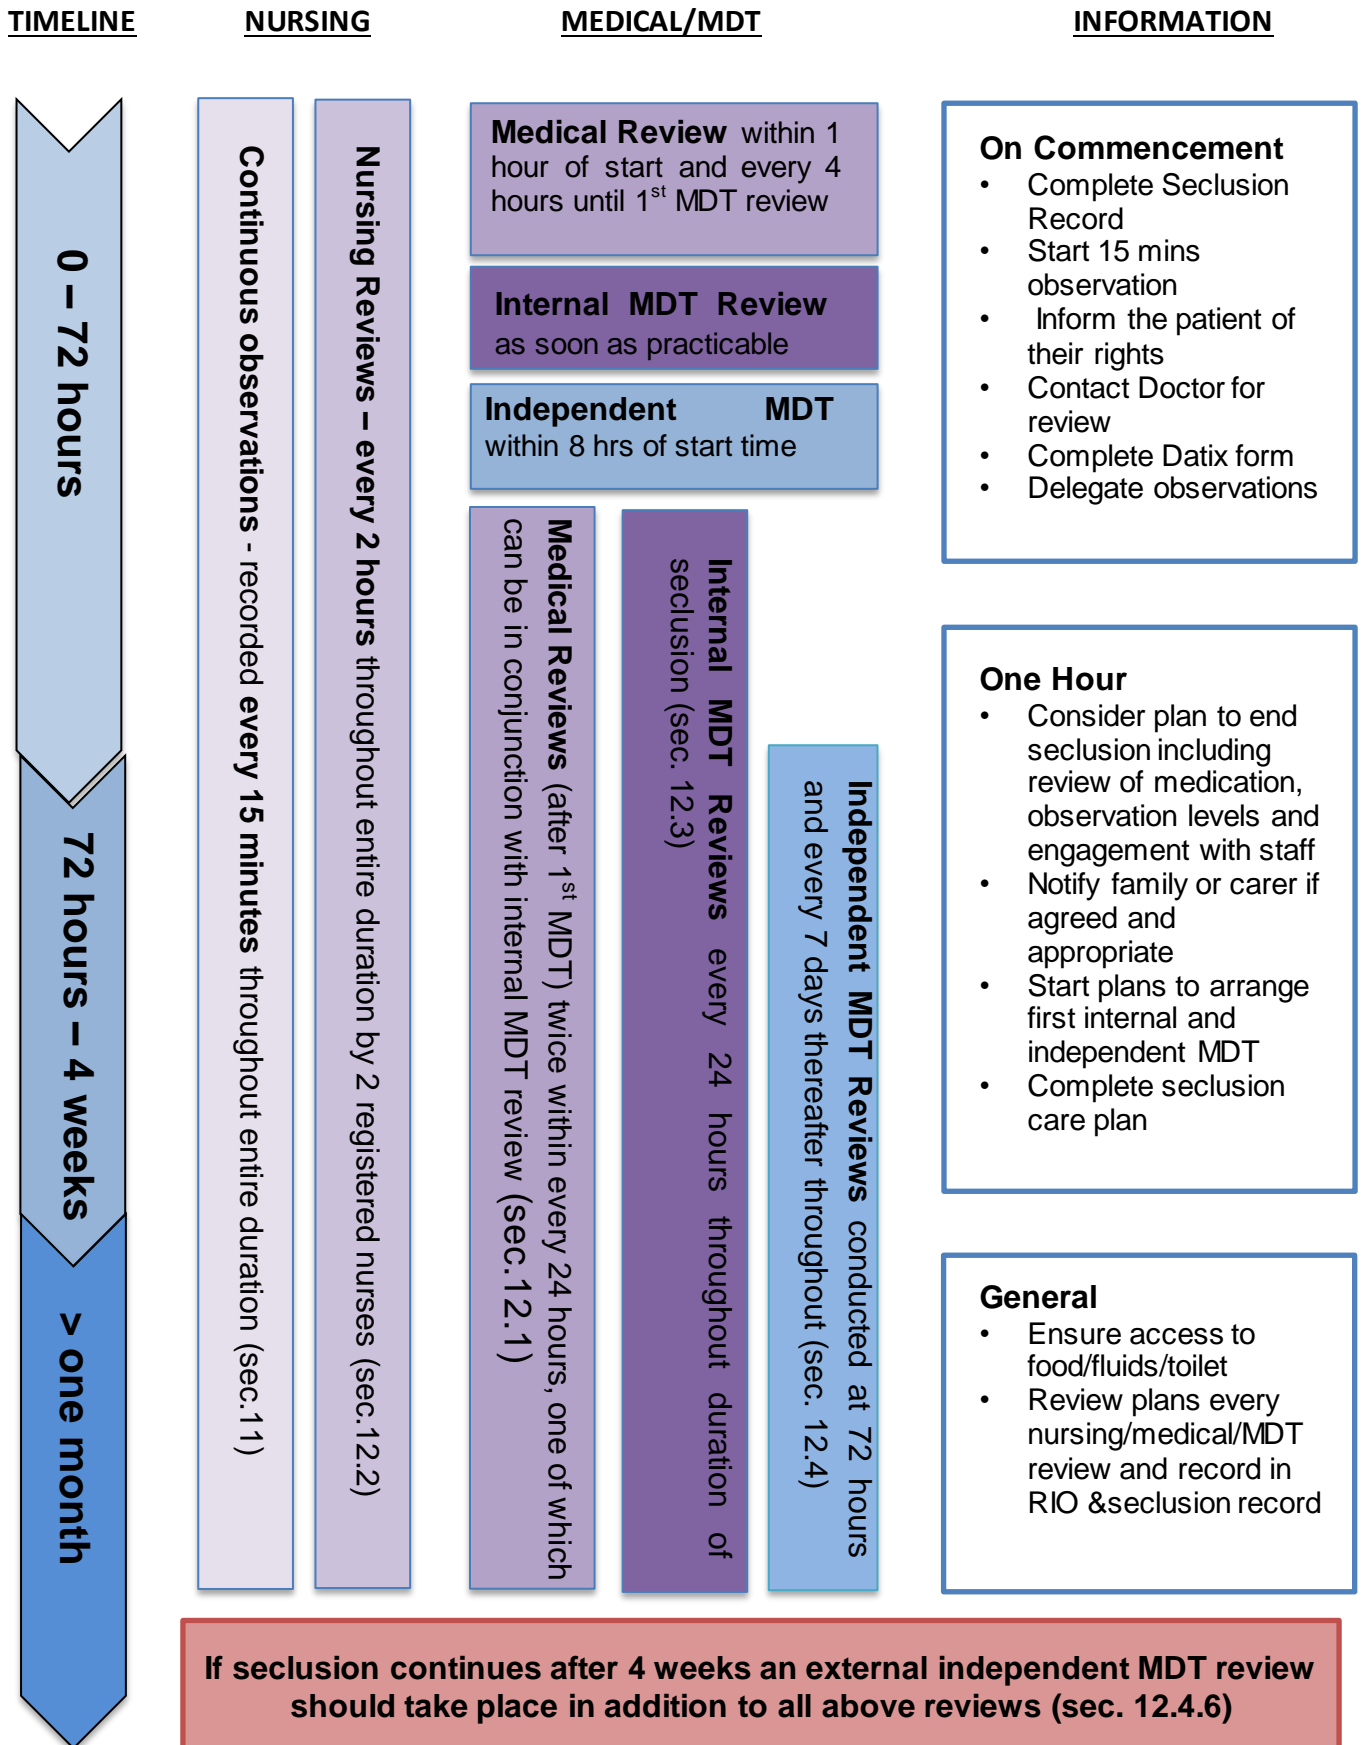 TIMELINE
NURSING
MEDICAL/MDT
INFORMATION
0 – 72 hours
72 hours – 4 weeks
> one month
Continuous observations - recorded every 15 minutes throughout entire duration (sec.11)
Nursing Reviews – every 2 hours throughout entire duration by 2 registered nurses (sec.12.2)
Medical Review within 1
hour of start and every 4
hours until 1st MDT review
Internal MDT Review
as soon as practicable
Independent MDT
within 8 hrs of start time
Medical Reviews (after 1st MDT) twice within every 24 hours, one of which
can be in conjunction with internal MDT review (sec.12.1)
Internal MDT Reviews every 24 hours throughout duration of
seclusion (sec. 12.3)
Independent MDT Reviews conducted at 72 hours
and every 7 days thereafter throughout (sec. 12.4)
On Commencement
• Complete Seclusion
Record
• Start 15 mins
observation
• Inform the patient of
their rights
• Contact Doctor for
review
• Complete Datix form
• Delegate observations
One Hour
• Consider plan to end
seclusion including
review of medication,
observation levels and
engagement with staff
• Notify family or carer if
agreed and
appropriate
• Start plans to arrange
first internal and
independent MDT
• Complete seclusion
care plan
General
• Ensure access to
food/fluids/toilet
• Review plans every
nursing/medical/MDT
review and record in
RIO &seclusion record
If seclusion continues after 4 weeks an external independent MDT review
should take place in addition to all above reviews (sec. 12.4.6)